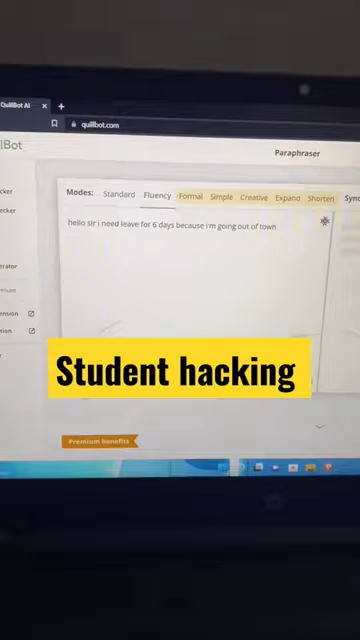 QuillBot AI
quillbot.com
lBot
Paraphraser
Modes: Standard Fluency Formal Simple Creative Expand Shorten
hello sir i need leave for 6 days because i'm going out of town
Student hacking
Premium benefits